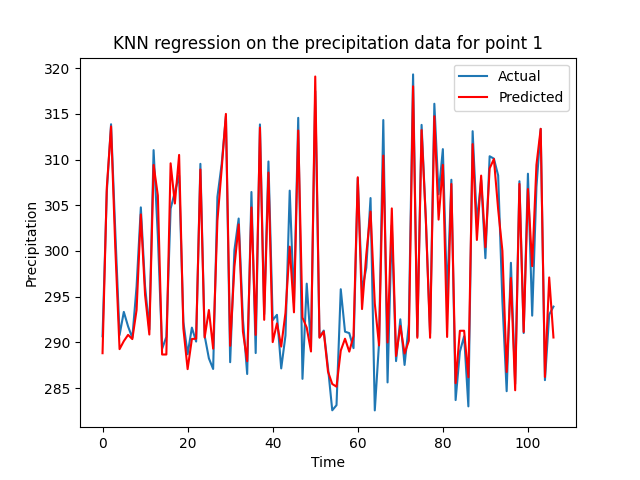 KNN regression on the precipitation data for point 1
Actual
Predicted
320
315
310
305
300
295
290
285
Precipitation
0
20
40
60
80
100
Time